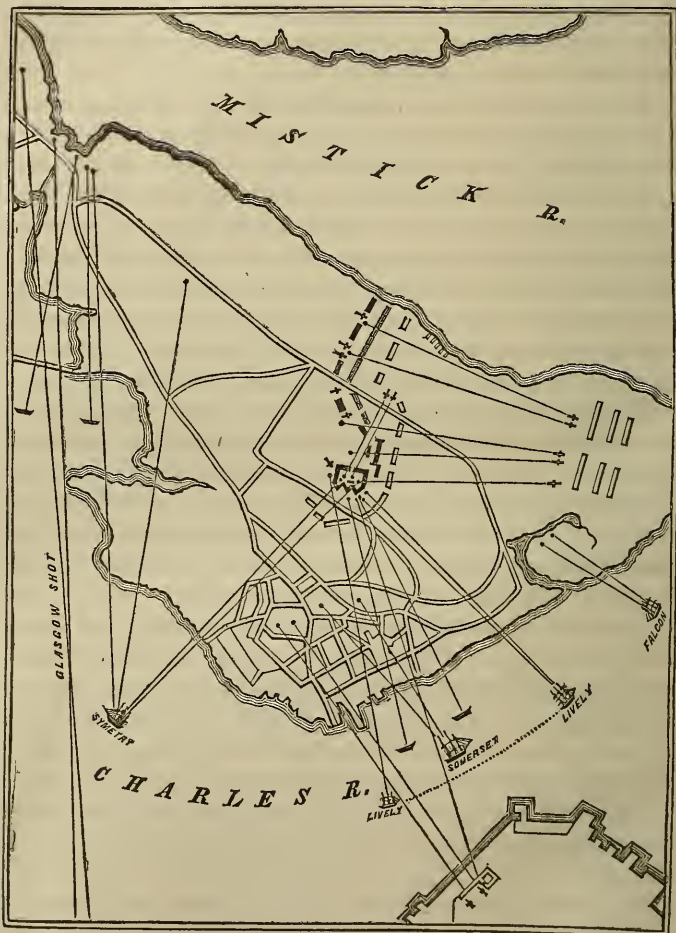 MISTICK R.
GLASGOW SHOT
FALCON
LIVELY
SYMETRY
SOMERSET
CHARLES R.
LIVELY